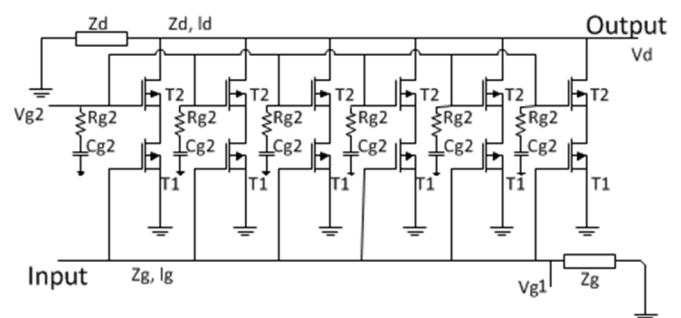 Zd
Zd, Id
Output
Vd
T2
T2
T2
T2
T2
T2
Vg2
Rg2
Rg2
Rg2
Rg2
Rg2
Rg2
Cg2
Cg2
Cg2
Cg2
Cg2
Cg2
T1
T1
T1
T1
T1
T1
Input
Zg, Ig
Vg1
Zg